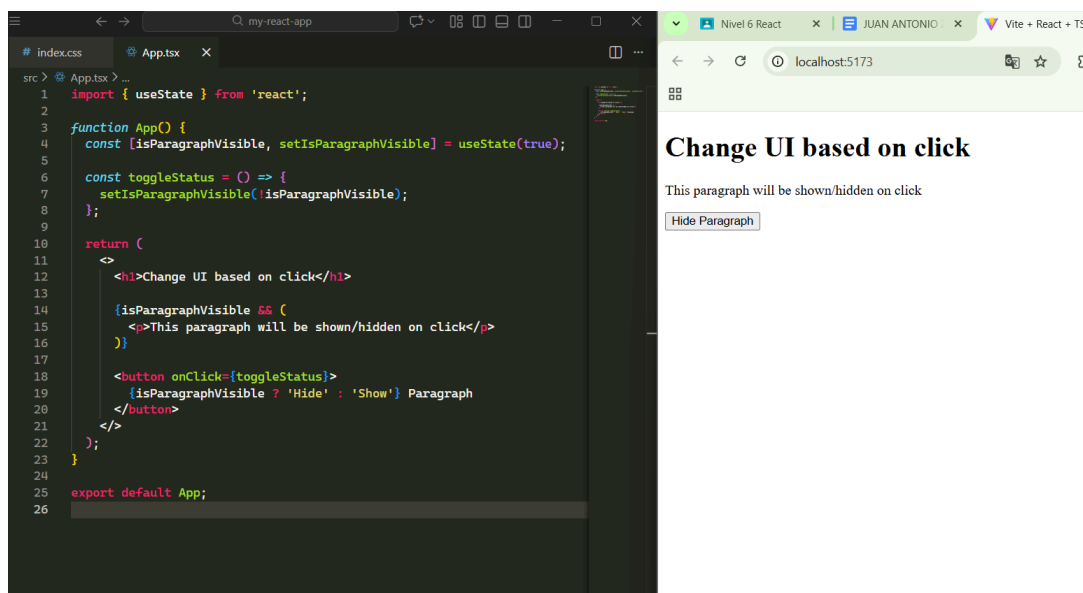 my-react-app
# index.css
App.tsx
src > App.tsx > ...
1 import { useState } from 'react';
2
3 function App() {
4 const [isParagraphVisible, setIsParagraphVisible] = useState(true);
5
6 const toggleStatus = () => {
7 setIsParagraphVisible(!isParagraphVisible);
8 };
9
10 return (
11 <>
12 <h1>Change UI based on click</h1>
13
14 {isParagraphVisible && (
15 <p>This paragraph will be shown/hidden on click</p>
16 )}
17
18 <button onClick={toggleStatus}>
19 {isParagraphVisible ? 'Hide' : 'Show'} Paragraph
20 </button>
21 </>
22 );
23 }
24
25 export default App;
26
Nivel 6 React
JUAN ANTONIO
Vite + React + TS
localhost:5173
Change UI based on click
This paragraph will be shown/hidden on click
Hide Paragraph